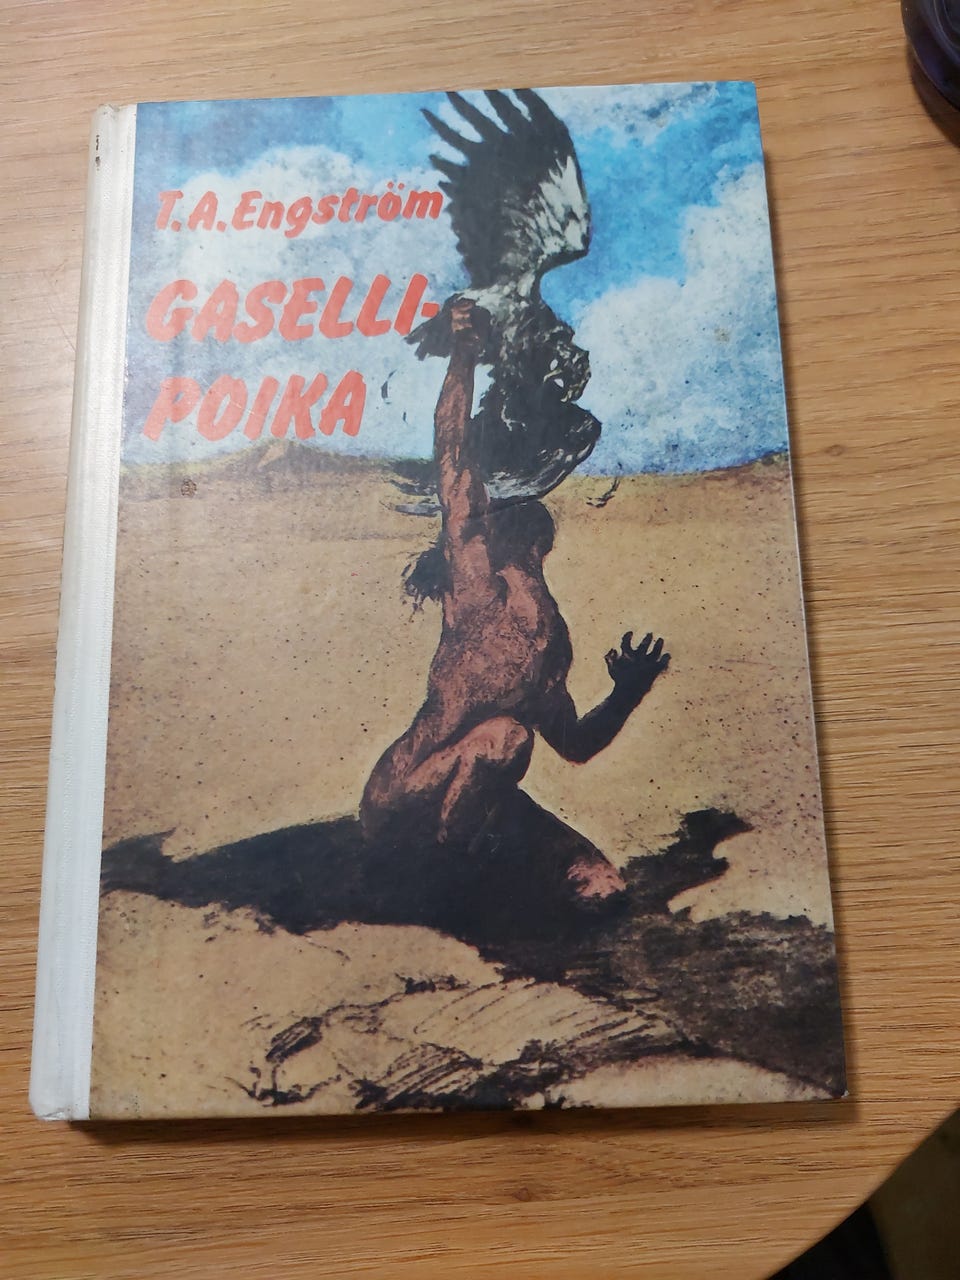 T.A. Engström
GASELLI-
POIKA